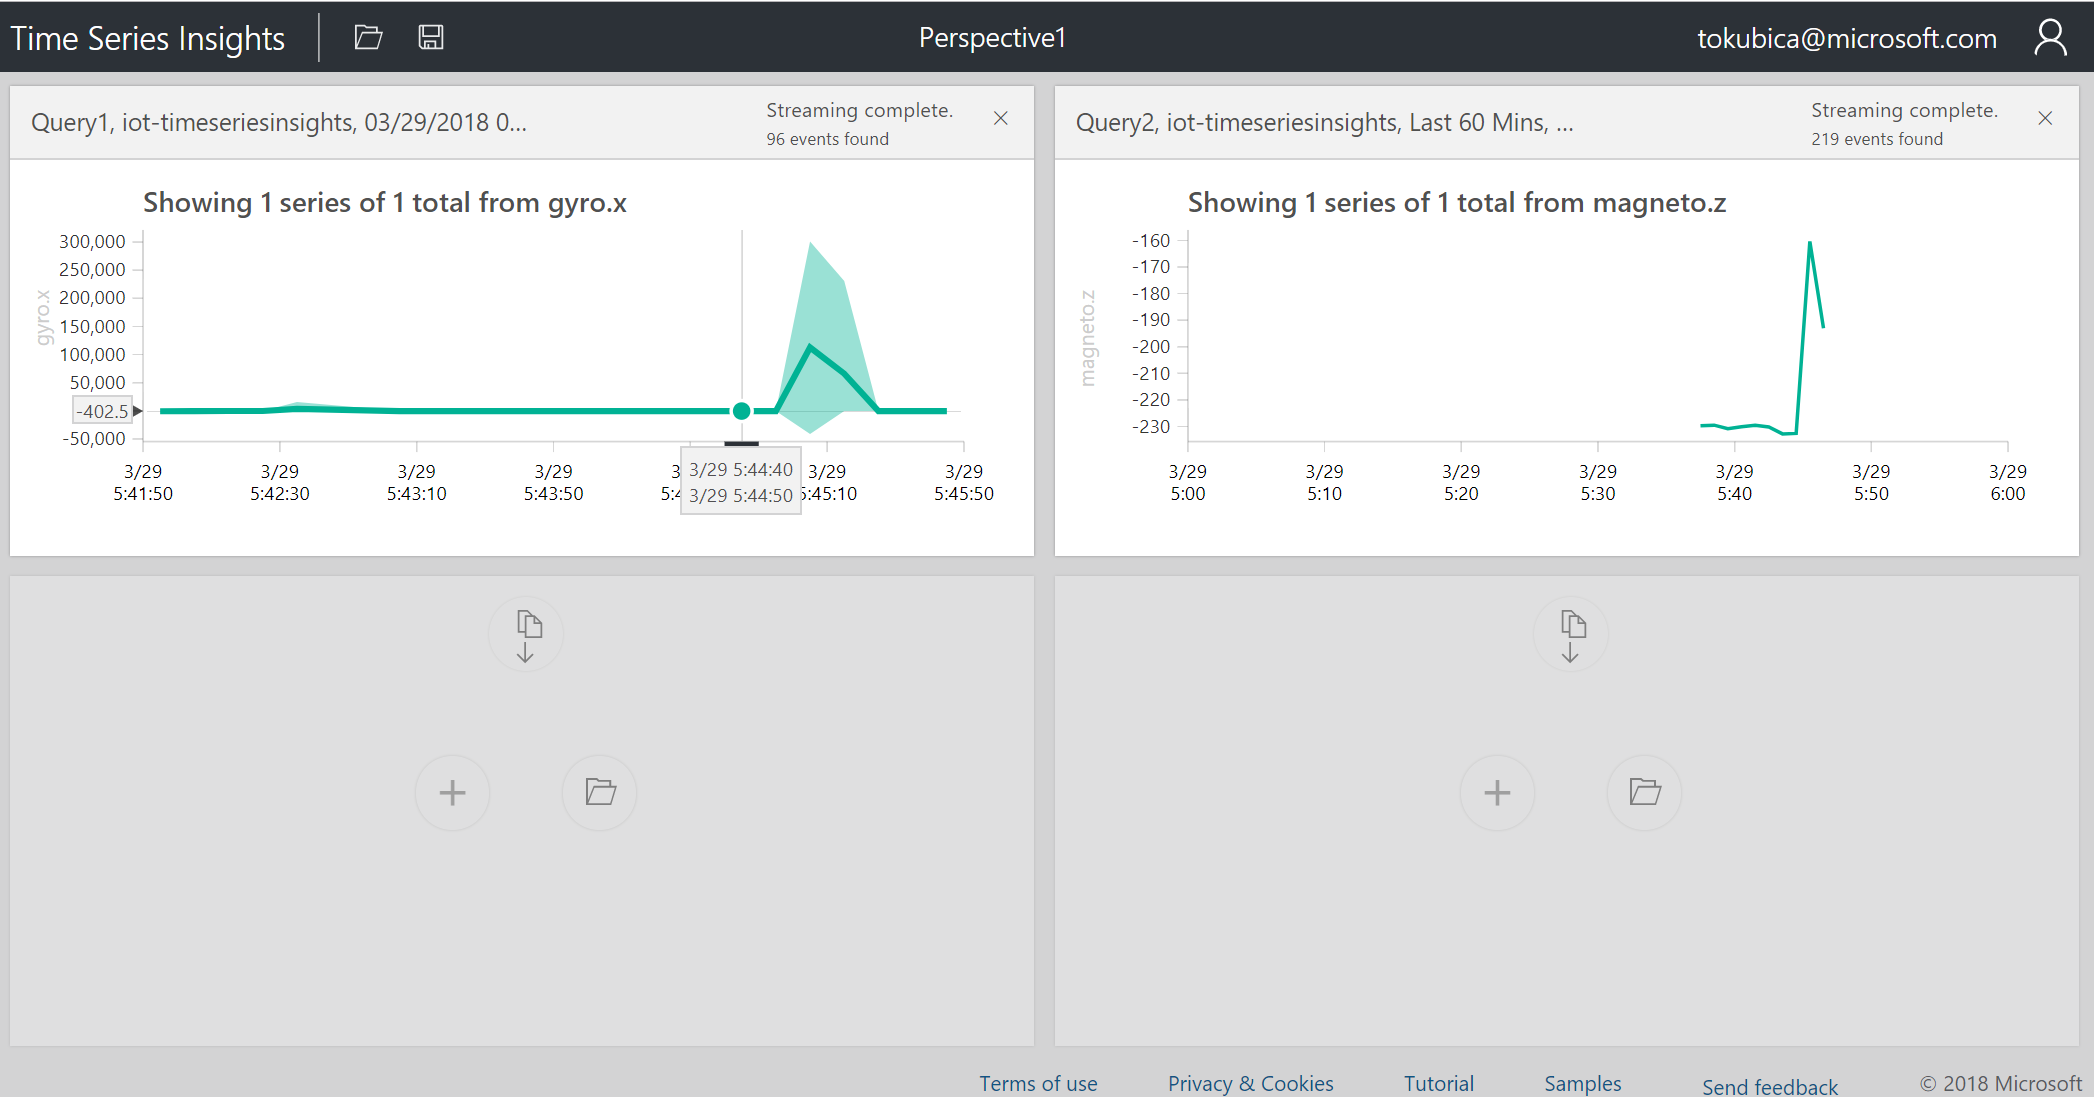 Time Series Insights
Perspective1
tokubica@microsoft.com
Query1, iot-timeseriesinsights, 03/29/2018 0...
Streaming complete.
96 events found
Showing 1 series of 1 total from gyro.x
gyro.x
300,000
250,000
200,000
150,000
100,000
50,000
-402.5
-50,000
3/29 5:41:50
3/29 5:42:30
3/29 5:43:10
3/29 5:43:50
3/29 5:44:40
3/29 5:44:50
3/29 5:45:10
3/29 5:45:50
Query2, iot-timeseriesinsights, Last 60 Mins, ...
Streaming complete.
219 events found
Showing 1 series of 1 total from magneto.z
magneto.z
-160
-170
-180
-190
-200
-210
-220
-230
3/29 5:00
3/29 5:10
3/29 5:20
3/29 5:30
3/29 5:40
3/29 5:50
3/29 6:00
Terms of use
Privacy & Cookies
Tutorial
Samples
Send feedback
© 2018 Microsoft